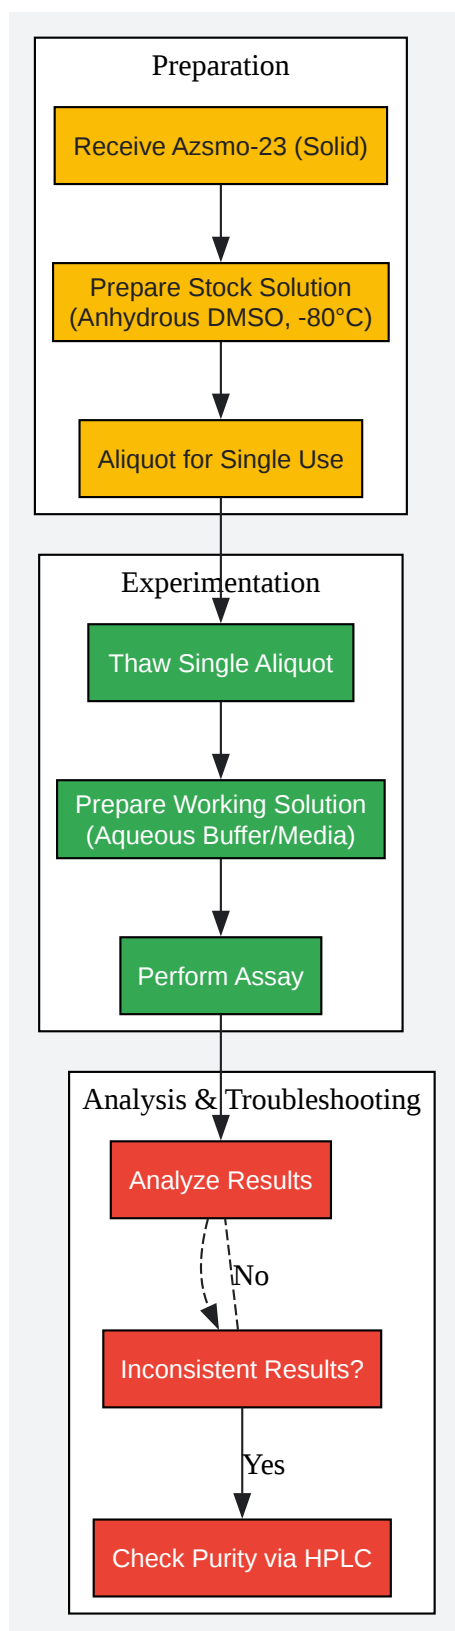 Preparation
Receive Azsmo-23 (Solid)
Prepare Stock Solution
(Anhydrous DMSO, -80°C)
Aliquot for Single Use
Experimentation
Thaw Single Aliquot
Prepare Working Solution
(Aqueous Buffer/Media)
Perform Assay
Analysis & Troubleshooting
Analyze Results
No
Inconsistent Results?
Yes
Check Purity via HPLC